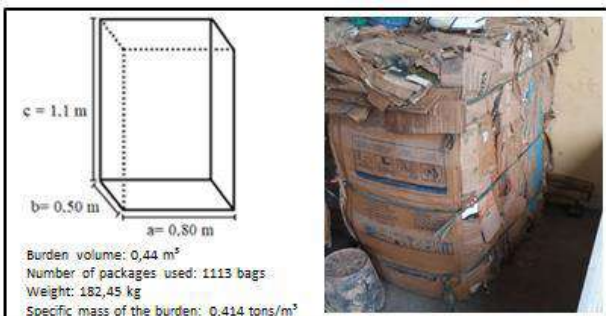 c = 1.1 m
b= 0.50 m
a= 0,80 m
Burden volume: 0,44 m³
Number of packages used: 1113 bags
Weight: 182,45 kg
Specific mass of the burden: 0.414 tons/m³